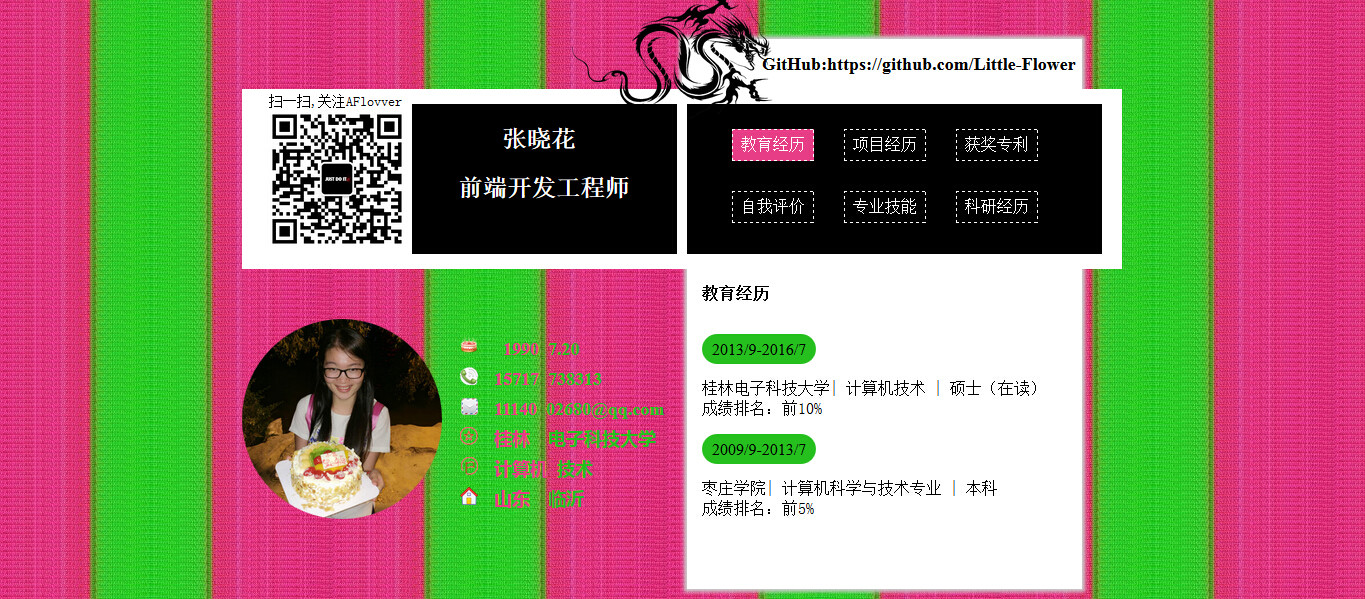 GitHub:https://github.com/Little-Flower
扫一扫,关注AFlovver
JUST DO IT
张晓花
前端开发工程师
教育经历 项目经历 获奖专利
自我评价 专业技能 科研经历
教育经历
2013/9-2016/7
桂林电子科技大学| 计算机技术 | 硕士（在读）
成绩排名：前10%
2009/9-2013/7
枣庄学院| 计算机科学与技术专业 | 本科
成绩排名：前5%
7.20
15717 738313
@qq.com
桂林 电子科技大学
计算机 技术
山东 临沂